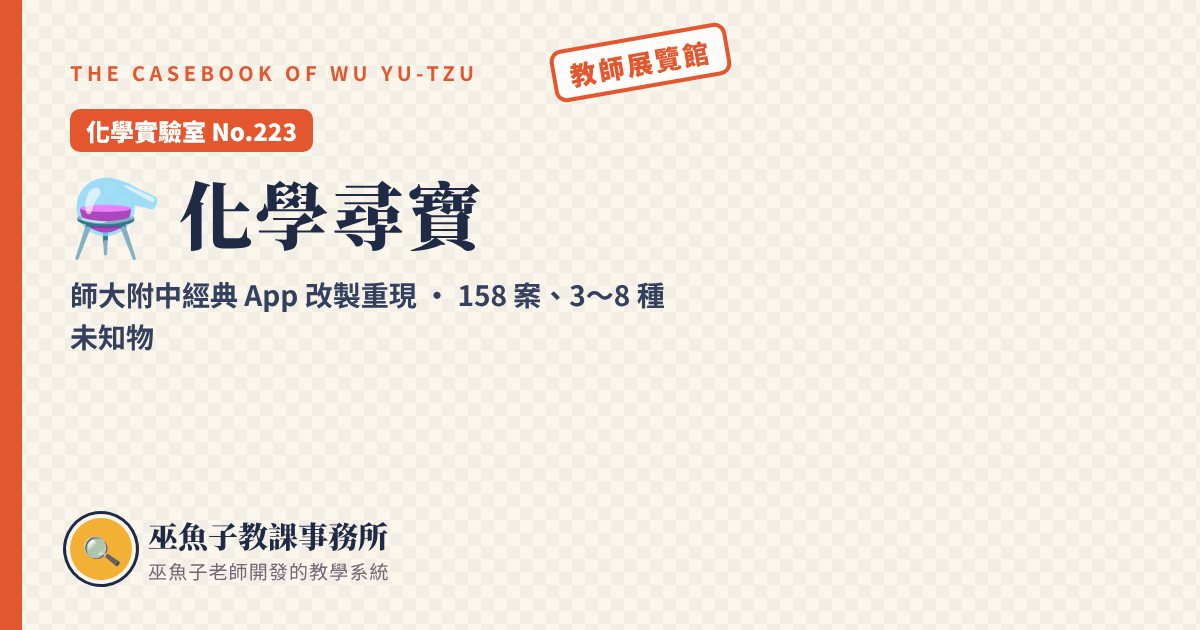 THE CASEBOOK OF WU YU-TZU
教師展覽館
化學實驗室 No.223
化學尋寶
師大附中經典 App 改製重現 · 158 案、3～8 種
未知物
巫魚子教課事務所
巫魚子老師開發的教學系統